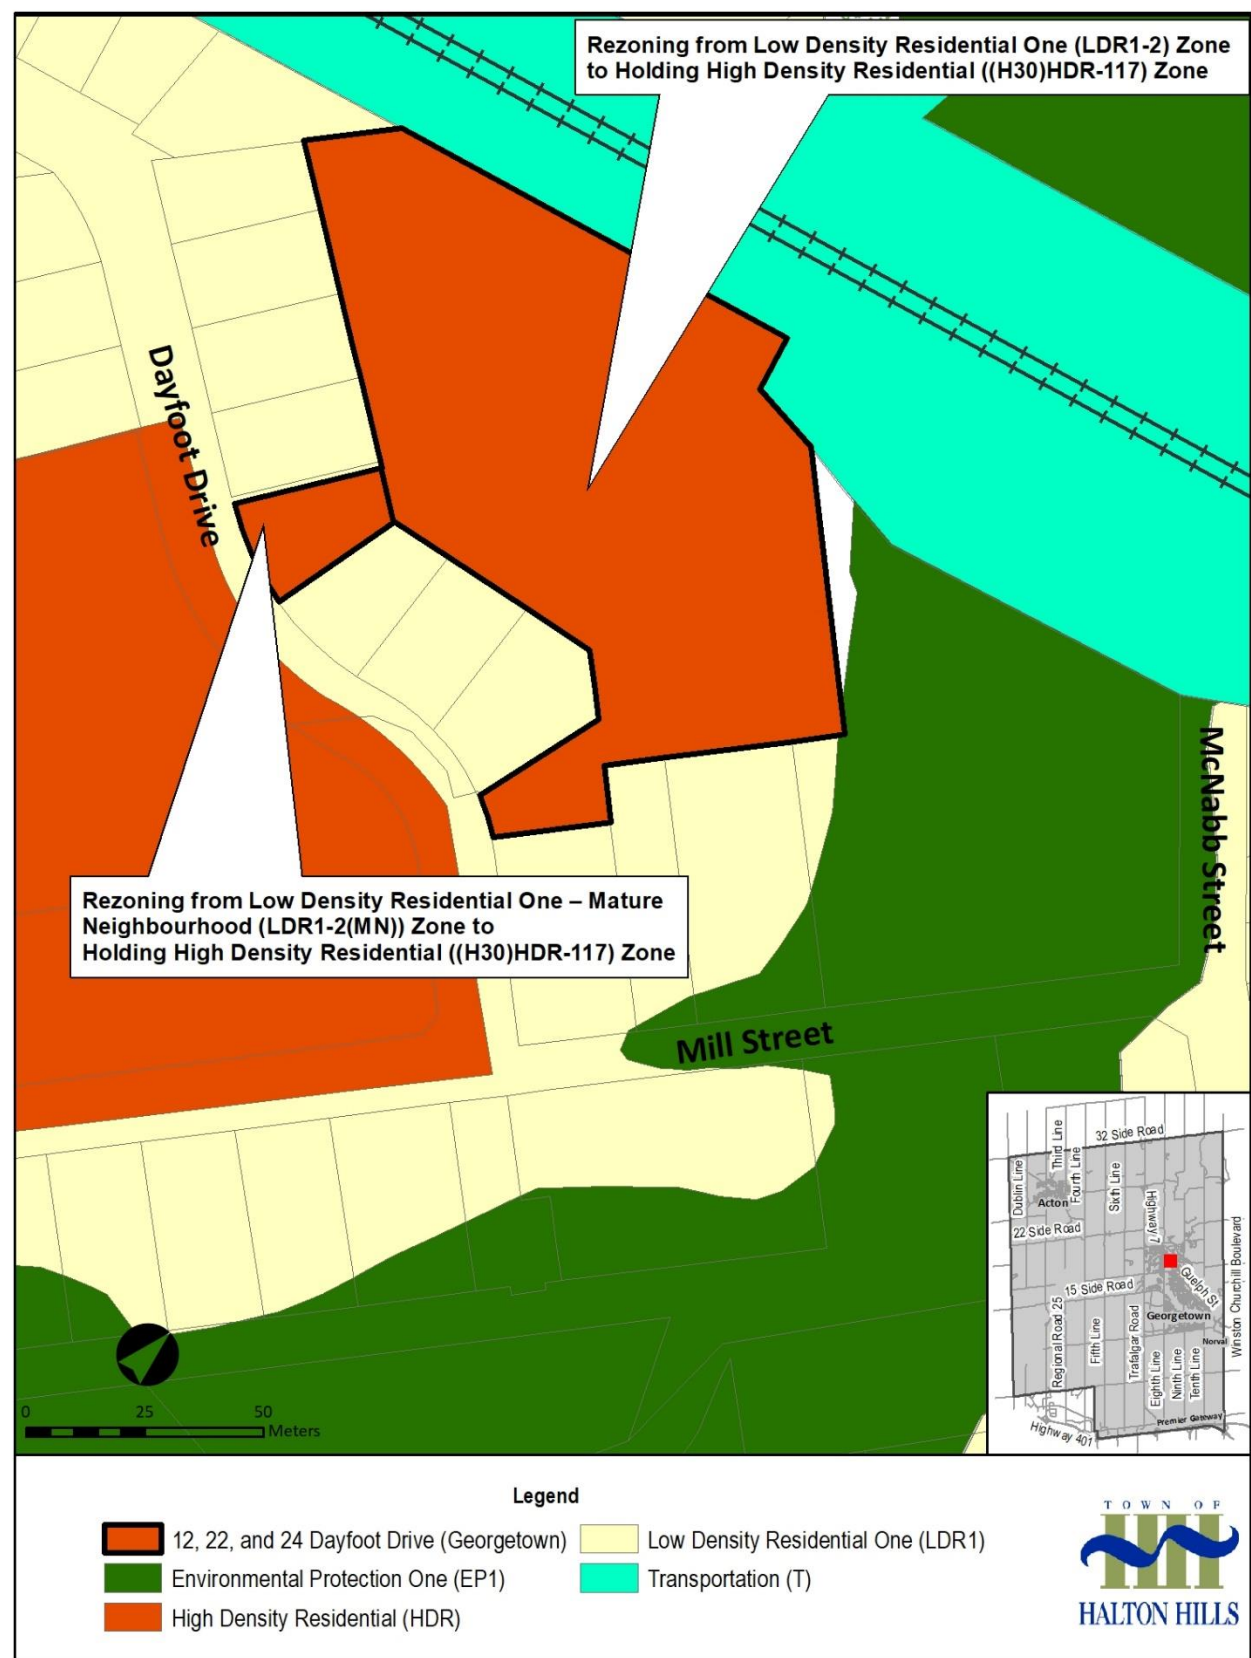 Rezoning from Low Density Residential One (LDR1-2) Zone
to Holding High Density Residential ((H30)HDR-117) Zone
Dayfoot Drive
McNabb Street
Rezoning from Low Density Residential One – Mature
Neighbourhood (LDR1-2(MN)) Zone to
Holding High Density Residential ((H30)HDR-117) Zone
Mill Street
32 Side Road
Third Line
Dublin Line
Fourth Line
Sixth Line
Highway 7
Acton
22 Side Road
Winston Churchill Boulevard
15 Side Road
Guelph St
Georgetown
Regional Road 25
Fifth Line
Trafalgar Road
Norval
Eighth Line
Ninth Line
Tenth Line
Premier Gateway
Highway 401
0 25 50
Meters
Legend
12, 22, and 24 Dayfoot Drive (Georgetown)
Low Density Residential One (LDR1)
Environmental Protection One (EP1)
Transportation (T)
High Density Residential (HDR)
TOWN OF
HALTON HILLS